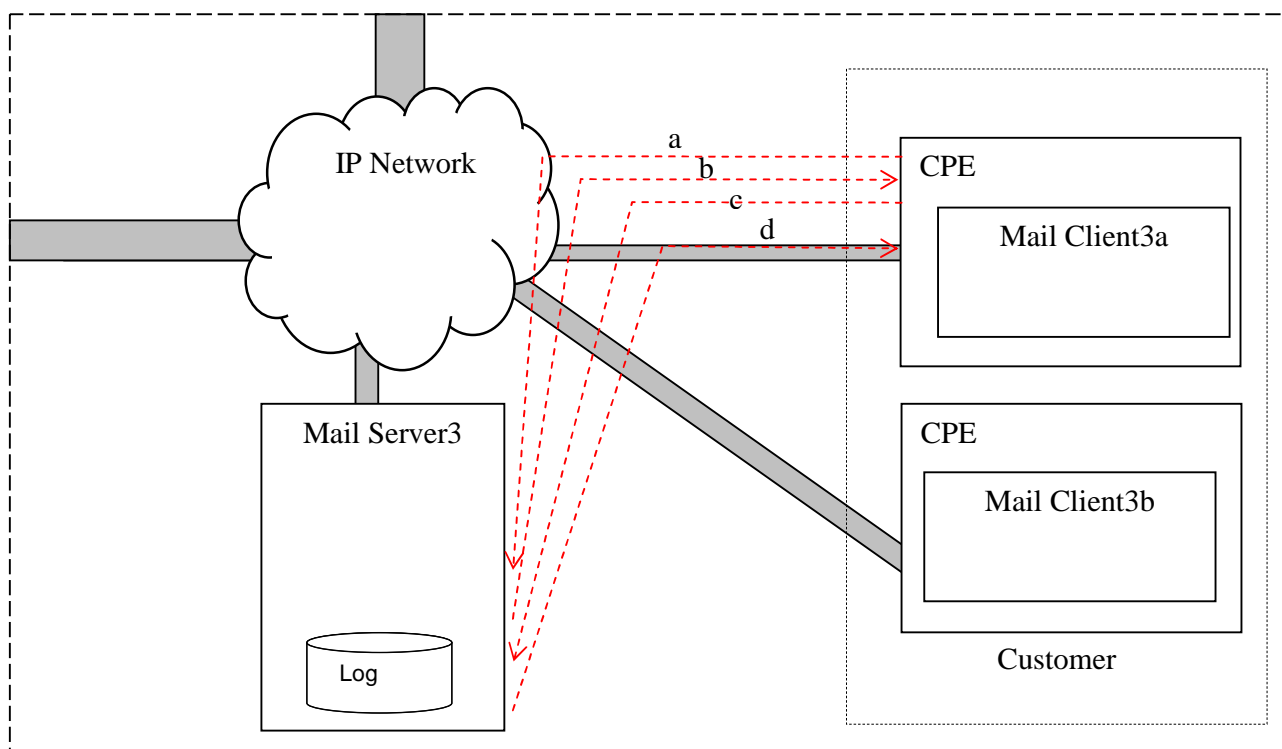 a
IP Network
CPE
b
c
d
Mail Client3a
Mail Server3
CPE
Mail Client3b
Log
Customer